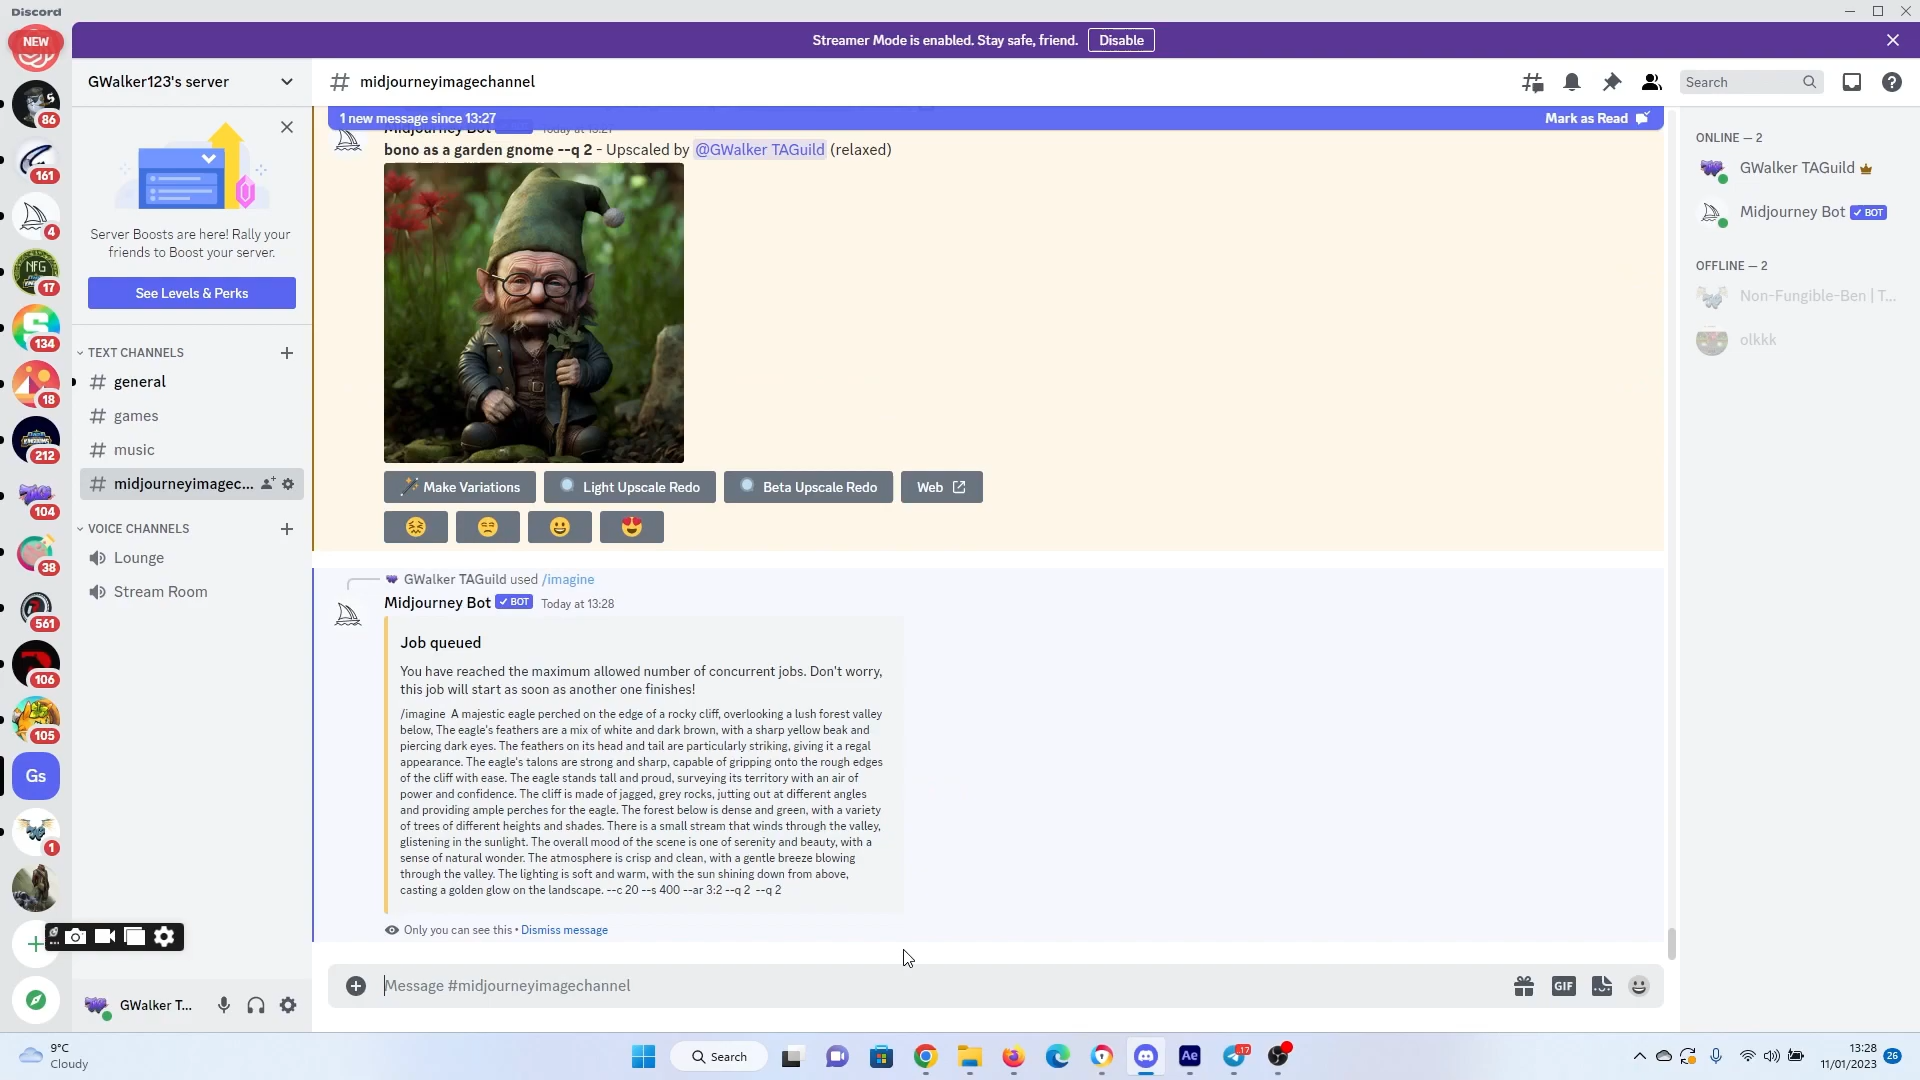 Discord
Streamer Mode is enabled. Stay safe, friend. Disable
NEW
86
161
4
NFG
17
134
18
212
104
38
561
106
105
Gs
1
GWalker123's server
Server Boosts are here! Rally your
friends to Boost your server.
See Levels & Perks
TEXT CHANNELS
general
games
music
midjourneyimagec...
VOICE CHANNELS
Lounge
Stream Room
GWalker T...
# midjourneyimagechannel
Search
1 new message since 13:27 Mark as Read
Midjourney Bot Today at 13:27
bono as a garden gnome --q 2 - Upscaled by @GWalker TAGuild (relaxed)
Make Variations Light Upscale Redo Beta Upscale Redo Web
GWalker TAGuild used /imagine
Midjourney Bot ✓ BOT Today at 13:28
Job queued
You have reached the maximum allowed number of concurrent jobs. Don't worry,
this job will start as soon as another one finishes!
/imagine A majestic eagle perched on the edge of a rocky cliff, overlooking a lush forest valley
below, The eagle's feathers are a mix of white and dark brown, with a sharp yellow beak and
piercing dark eyes. The feathers on its head and tail are particularly striking, giving it a regal
appearance. The eagle's talons are strong and sharp, capable of gripping onto the rough edges
of the cliff with ease. The eagle stands tall and proud, surveying its territory with an air of
power and confidence. The cliff is made of jagged, grey rocks, jutting out at different angles
and providing ample perches for the eagle. The forest below is dense and green, with a variety
of trees of different heights and shades. There is a small stream that winds through the valley,
glistening in the sunlight. The overall mood of the scene is one of serenity and beauty, with a
sense of natural wonder. The atmosphere is crisp and clean, with a gentle breeze blowing
through the valley. The lighting is soft and warm, with the sun shining down from above,
casting a golden glow on the landscape. --c 20 --s 400 --ar 3:2 --q 2 --q 2
Only you can see this • Dismiss message
Message #midjourneyimagechannel
GIF
ONLINE — 2
GWalker TAGuild
Midjourney Bot ✓ BOT
OFFLINE — 2
Non-Fungible-Ben | T...
olkkk
9°C
Cloudy
Search
Ae
17
13:28
11/01/2023
26